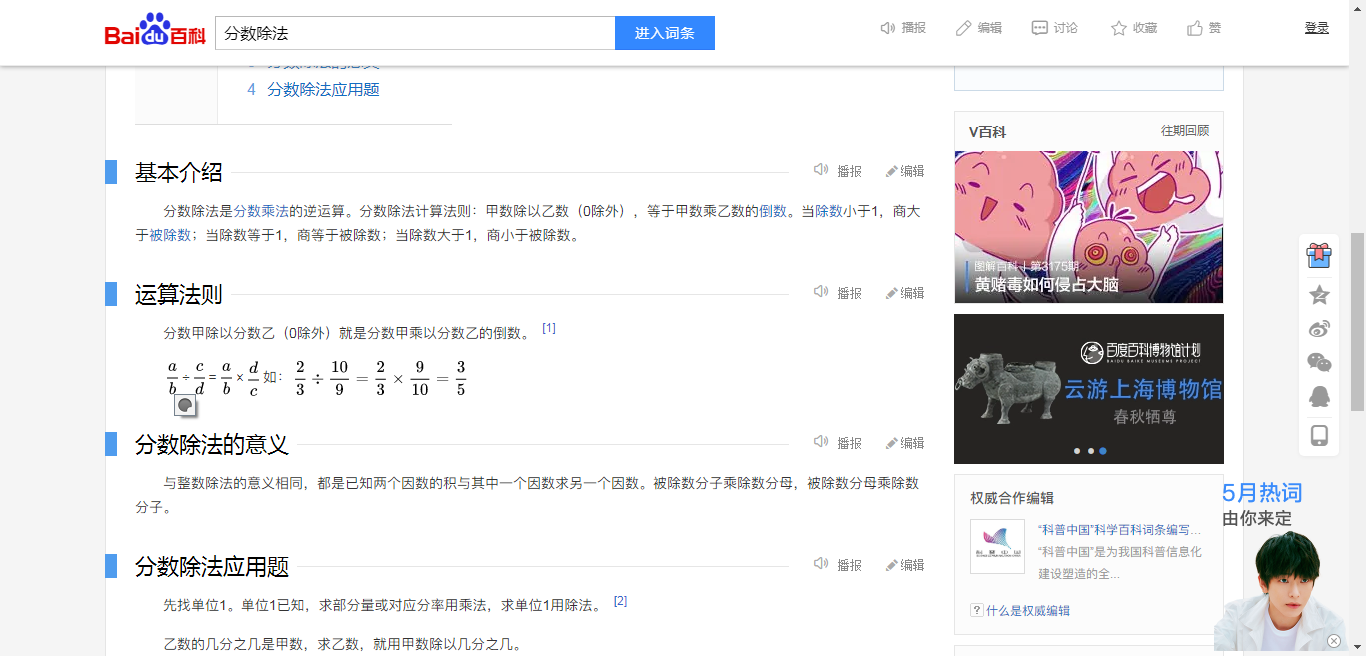 Baidu百科
分数除法
进入词条
播报
编辑
讨论
收藏
赞
登录
4 分数除法应用题
基本介绍
播报
编辑
分数除法是分数乘法的逆运算。分数除法计算法则：甲数除以乙数（0除外），等于甲数乘乙数的倒数。当除数小于1，商大
于被除数；当除数等于1，商等于被除数；当除数大于1，商小于被除数。
运算法则
播报
编辑
分数甲除以分数乙（0除外）就是分数甲乘以分数乙的倒数。 [1]
a/b ÷ c/d = a/b × d/c 如： 2/3 ÷ 10/9 = 2/3 × 9/10 = 3/5
分数除法的意义
播报
编辑
与整数除法的意义相同，都是已知两个因数的积与其中一个因数求另一个因数。被除数分子乘除数分母，被除数分母乘除数
分子。
分数除法应用题
播报
编辑
先找单位1。单位1已知，求部分量或对应分率用乘法，求单位1用除法。 [2]
乙数的几分之几是甲数，求乙数，就用甲数除以几分之几。
V百科
往期回顾
图解百科 | 第3175期
黄赌毒如何侵占大脑
百度百科博物馆计划
BAIDU BAIKE MUSEUMS PROJECT
云游上海博物馆
春秋牺尊
权威合作编辑
“科普中国”科学百科词条编写...
“科普中国”是为我国科普信息化
建设塑造的全...
? 什么是权威编辑
5月热词
由你来定